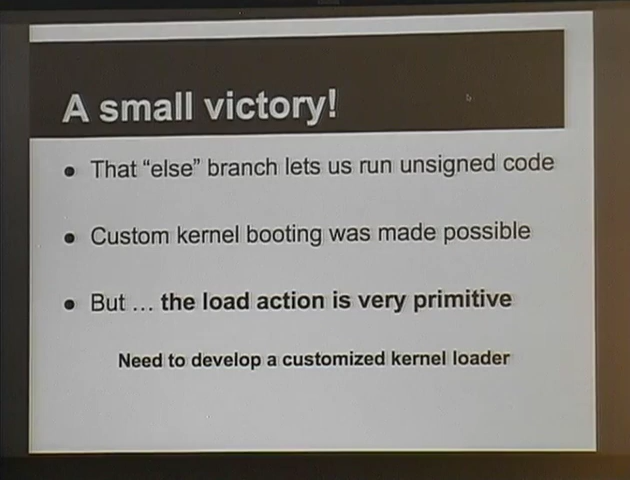 A small victory!
● That “else” branch lets us run unsigned code
● Custom kernel booting was made possible
● But … the load action is very primitive
Need to develop a customized kernel loader